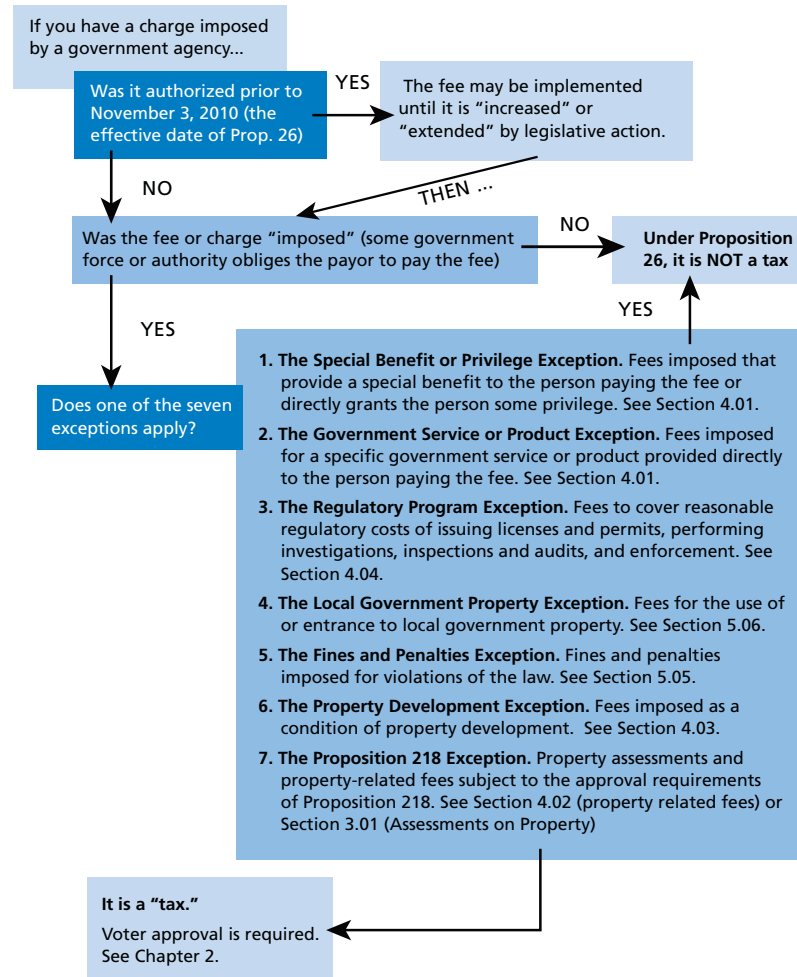 If you have a charge imposed
by a government agency...
Was it authorized prior to
November 3, 2010 (the
effective date of Prop. 26)
YES
The fee may be implemented
until it is “increased” or
“extended” by legislative action.
NO
THEN ...
Was the fee or charge “imposed” (some government
force or authority obliges the payor to pay the fee)
NO
Under Proposition
26, it is NOT a tax
YES
YES
Does one of the seven
exceptions apply?
1. The Special Benefit or Privilege Exception. Fees imposed that
provide a special benefit to the person paying the fee or
directly grants the person some privilege. See Section 4.01.
2. The Government Service or Product Exception. Fees imposed
for a specific government service or product provided directly
to the person paying the fee. See Section 4.01.
3. The Regulatory Program Exception. Fees to cover reasonable
regulatory costs of issuing licenses and permits, performing
investigations, inspections and audits, and enforcement. See
Section 4.04.
4. The Local Government Property Exception. Fees for the use of
or entrance to local government property. See Section 5.06.
5. The Fines and Penalties Exception. Fines and penalties
imposed for violations of the law. See Section 5.05.
6. The Property Development Exception. Fees imposed as a
condition of property development. See Section 4.03.
7. The Proposition 218 Exception. Property assessments and
property-related fees subject to the approval requirements
of Proposition 218. See Section 4.02 (property related fees) or
Section 3.01 (Assessments on Property)
It is a “tax.”
Voter approval is required.
See Chapter 2.